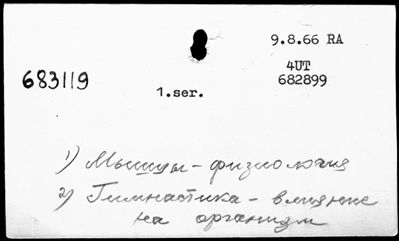 9.8.66 RA
4UT
683119
682899
1.ser.
1) Мышцы - физиология
2) Гимнастика - влияние
на организм